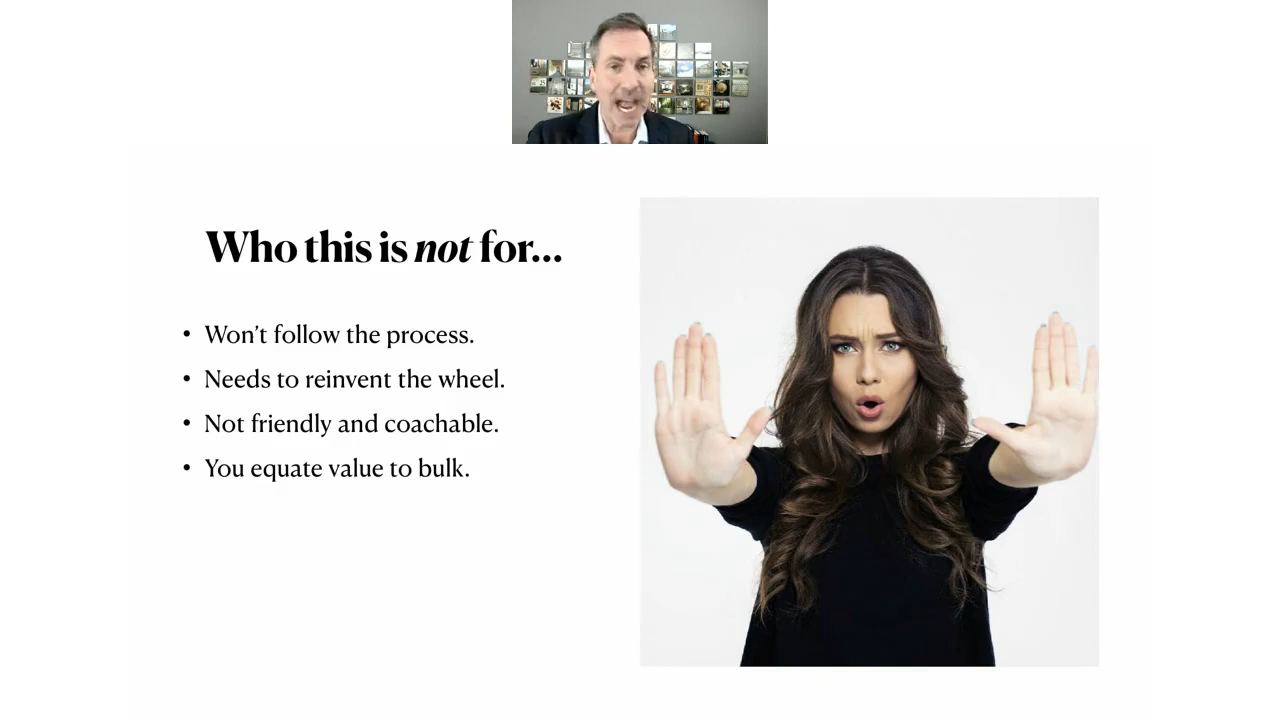 Who this is not for...
• Won’t follow the process.
• Needs to reinvent the wheel.
• Not friendly and coachable.
• You equate value to bulk.